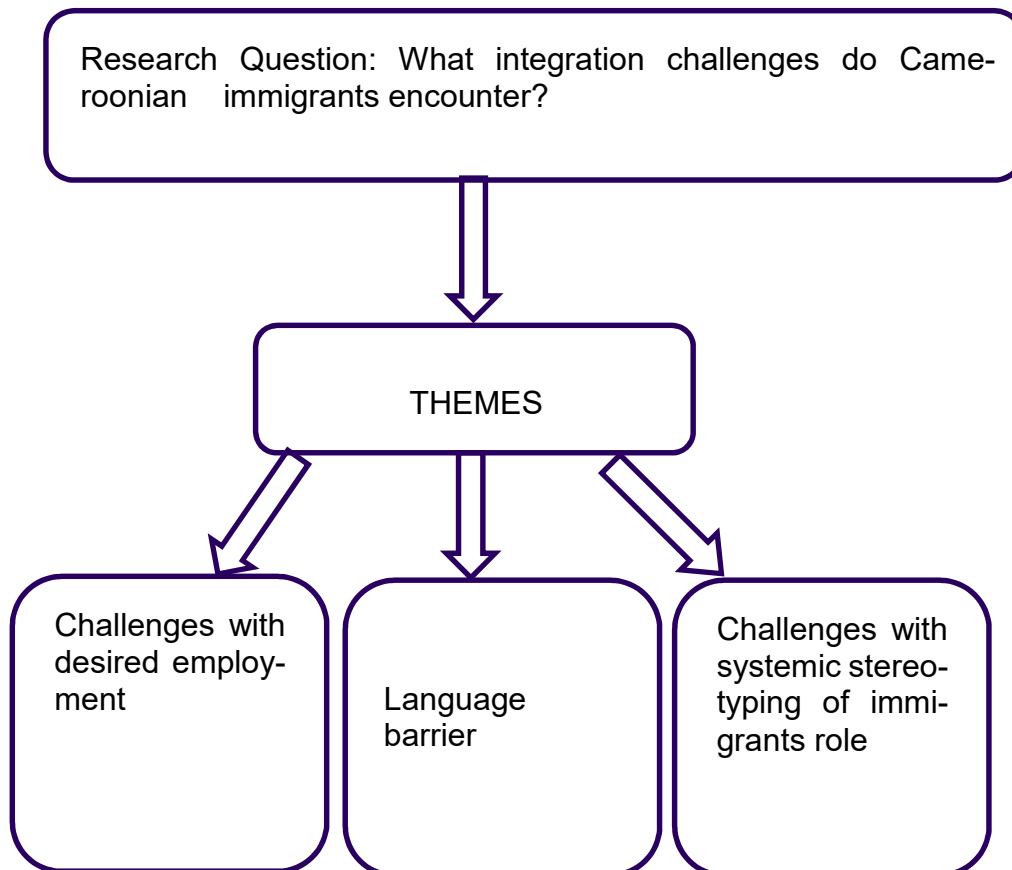 Research Question: What integration challenges do Came-
roonian immigrants encounter?
THEMES
Challenges with
desired employ-
ment
Language
barrier
Challenges with
systemic stereo-
typing of immi-
grants role